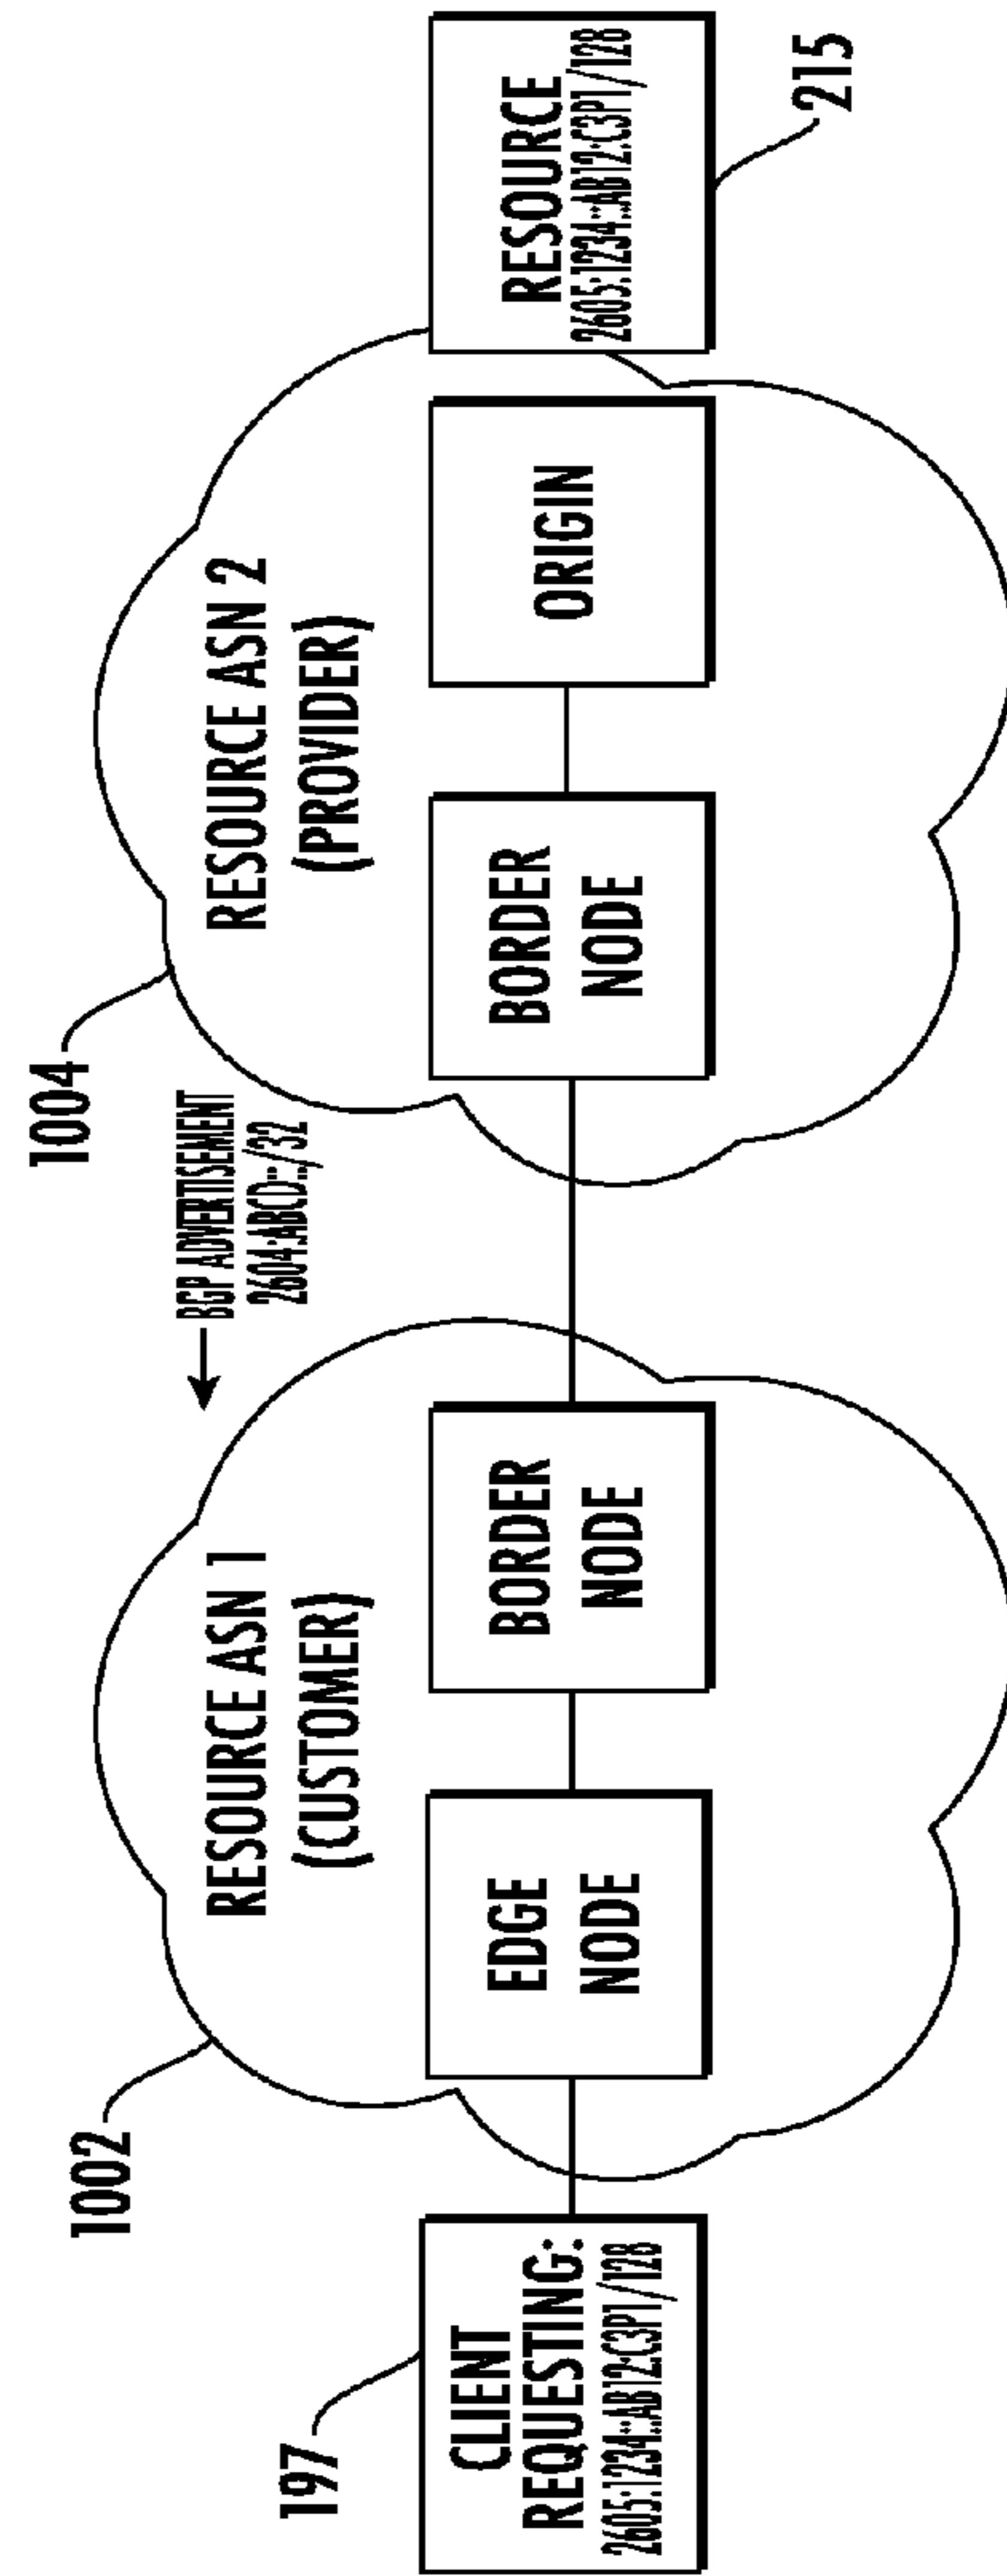 1004
BGP ADVERTISEMENT
2604:ABCD::/32
1002
RESOURCE ASN 1
(CUSTOMER)
RESOURCE ASN 2
(PROVIDER)
197
CLIENT
REQUESTING:
2605:1234::AB12:C3P1/128
EDGE
NODE
BORDER
NODE
BORDER
NODE
ORIGIN
RESOURCE
2605:1234::AB12:C3P1/128
215